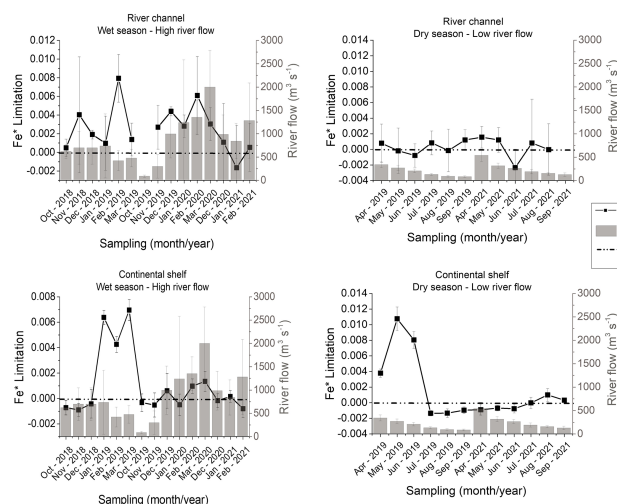 River channel
Wet season - High river flow
0.012
0.010
0.008
0.006
0.004
0.002
0.000
-0.002
Fe* Limitation
3000
2500
2000
1500
1000
500
0
River flow (m³ s⁻¹)
Oct - 2018
Nov - 2018
Dec - 2018
Jan - 2019
Feb - 2019
Mar - 2019
Oct - 2019
Nov - 2019
Dec - 2019
Jan - 2020
Feb - 2020
Mar - 2020
Dec - 2020
Jan - 2021
Feb - 2021
Sampling (month/year)
River channel
Dry season - Low river flow
0.014
0.012
0.010
0.008
0.006
0.004
0.002
0.000
-0.002
-0.004
Fe* Limitation
3000
2500
2000
1500
1000
500
0
River flow (m³ s⁻¹)
Apr - 2019
May - 2019
Jun - 2019
Jul - 2019
Aug - 2019
Sep - 2019
Apr - 2021
May - 2021
Jun - 2021
Jul - 2021
Aug - 2021
Sep - 2021
Sampling (month/year)
Continental shelf
Wet season - High river flow
0.008
0.006
0.004
0.002
0.000
-0.002
Fe* Limitation
3000
2500
2000
1500
1000
500
0
River flow (m³ s⁻¹)
Oct - 2018
Nov - 2018
Dec - 2018
Jan - 2019
Feb - 2019
Mar - 2019
Oct - 2019
Nov - 2019
Dec - 2019
Jan - 2020
Feb - 2020
Mar - 2020
Dec - 2020
Jan - 2021
Feb - 2021
Sampling (month/year)
Continental shelf
Dry season - Low river flow
0.014
0.012
0.010
0.008
0.006
0.004
0.002
0.000
-0.002
-0.004
Fe* Limitation
3000
2500
2000
1500
1000
500
0
River flow (m³ s⁻¹)
Apr - 2019
May - 2019
Jun - 2019
Jul - 2019
Aug - 2019
Sep - 2019
Apr - 2021
May - 2021
Jun - 2021
Jul - 2021
Aug - 2021
Sep - 2021
Sampling (month/year)